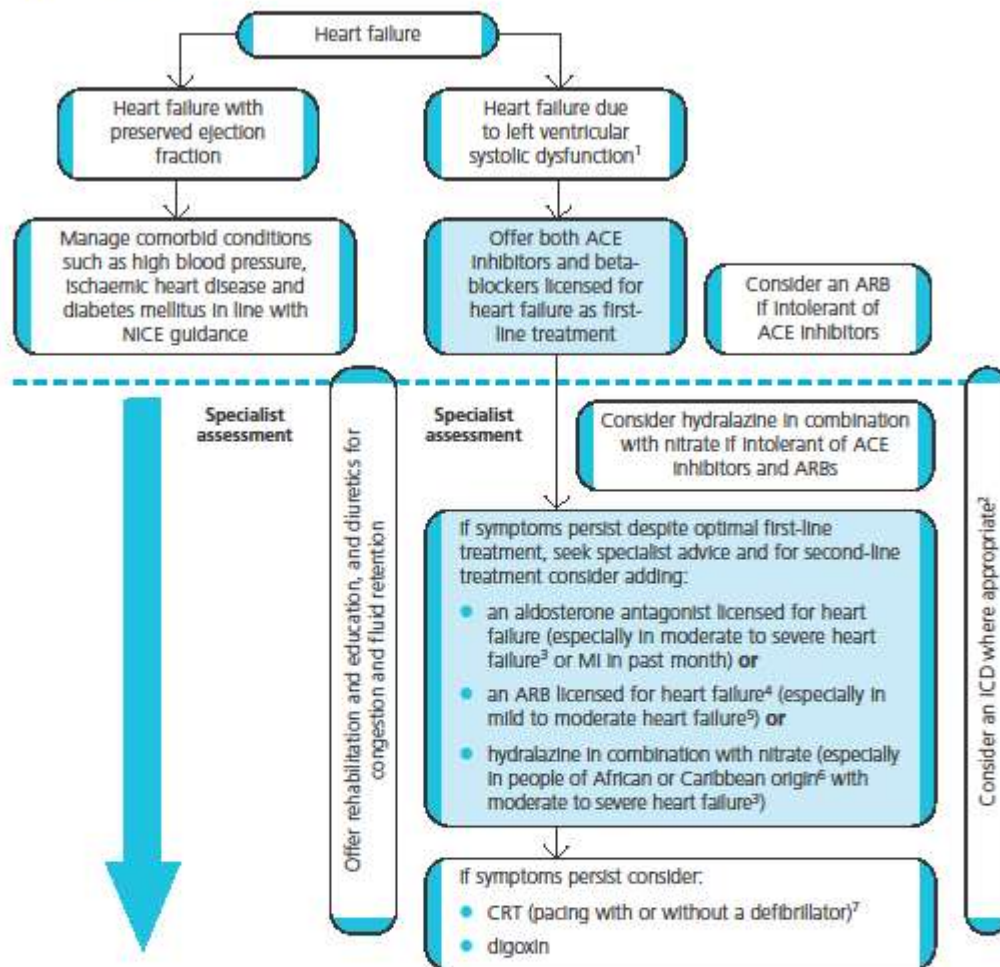 Heart failure
Heart failure with
preserved ejection
fraction
Heart failure due
to left ventricular
systolic dysfunction¹
Manage comorbid conditions
such as high blood pressure,
ischaemic heart disease and
diabetes mellitus in line with
NICE guidance
Offer both ACE
inhibitors and beta-
blockers licensed for
heart failure as first-
line treatment
Consider an ARB
if intolerant of
ACE inhibitors
Specialist
assessment
Offer rehabilitation and education, and diuretics for
congestion and fluid retention
Specialist
assessment
Consider hydralazine in combination
with nitrate if intolerant of ACE
inhibitors and ARBs
Consider an ICD where appropriate²
If symptoms persist despite optimal first-line
treatment, seek specialist advice and for second-line
treatment consider adding:
● an aldosterone antagonist licensed for heart
failure (especially in moderate to severe heart
failure³ or MI in past month) or
● an ARB licensed for heart failure⁴ (especially in
mild to moderate heart failure⁵) or
● hydralazine in combination with nitrate (especially
in people of African or Caribbean origin⁶ with
moderate to severe heart failure³)
If symptoms persist consider:
● CRT (pacing with or without a defibrillator)⁷
● digoxin